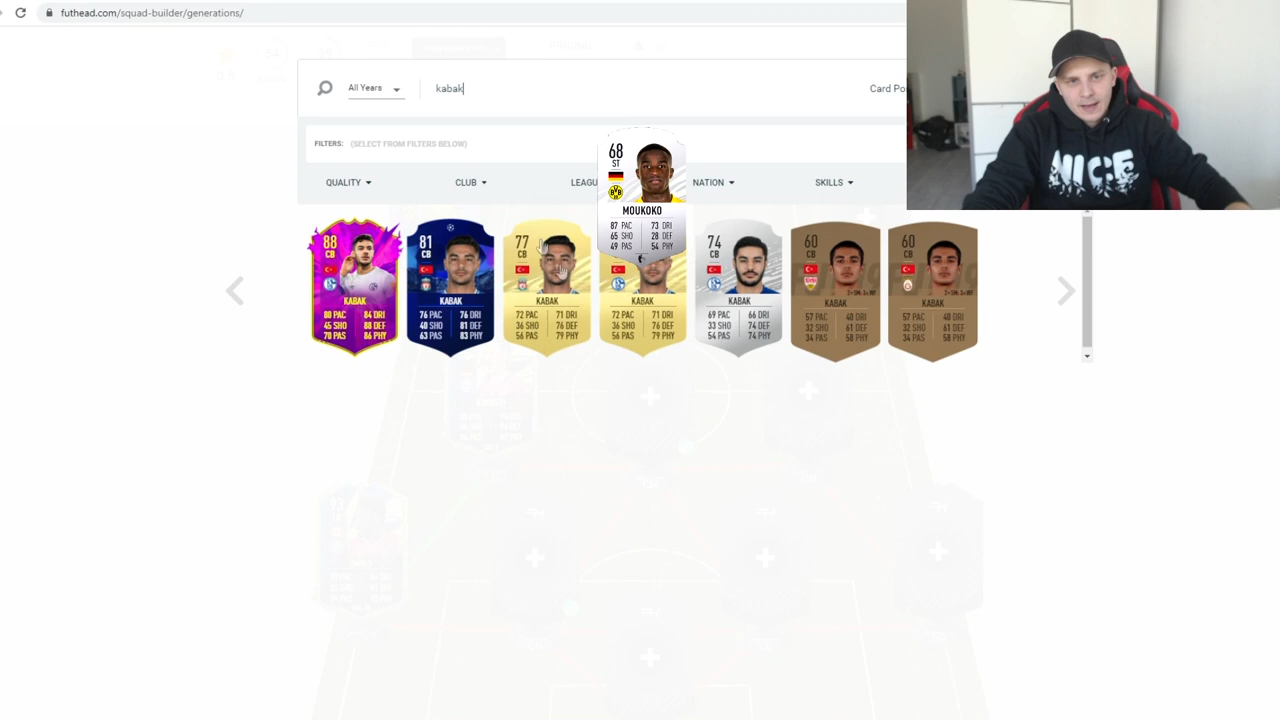 futhead.com/squad-builder/generations/
All Years
kabak
Card Po
FILTERS: (SELECT FROM FILTERS BELOW)
QUALITY
CLUB
LEAGU
NATION
SKILLS
68
ST
MOUKOKO
87 PAC 73 DRI
65 SHO 28 DEF
49 PAS 54 PHY
88
CB
KABAK
80 PAC 84 DRI
45 SHO 88 DEF
70 PAS 86 PHY
81
CB
KABAK
76 PAC 76 DRI
40 SHO 81 DEF
63 PAS 83 PHY
77
CB
KABAK
72 PAC 71 DRI
36 SHO 76 DEF
56 PAS 79 PHY
KABAK
72 PAC 71 DRI
36 SHO 76 DEF
56 PAS 79 PHY
74
CB
KABAK
69 PAC 66 DRI
33 SHO 74 DEF
54 PAS 74 PHY
60
CB
KABAK
57 PAC 40 DRI
32 SHO 61 DEF
34 PAS 58 PHY
60
CB
KABAK
57 PAC 40 DRI
32 SHO 61 DEF
34 PAS 58 PHY
NICE